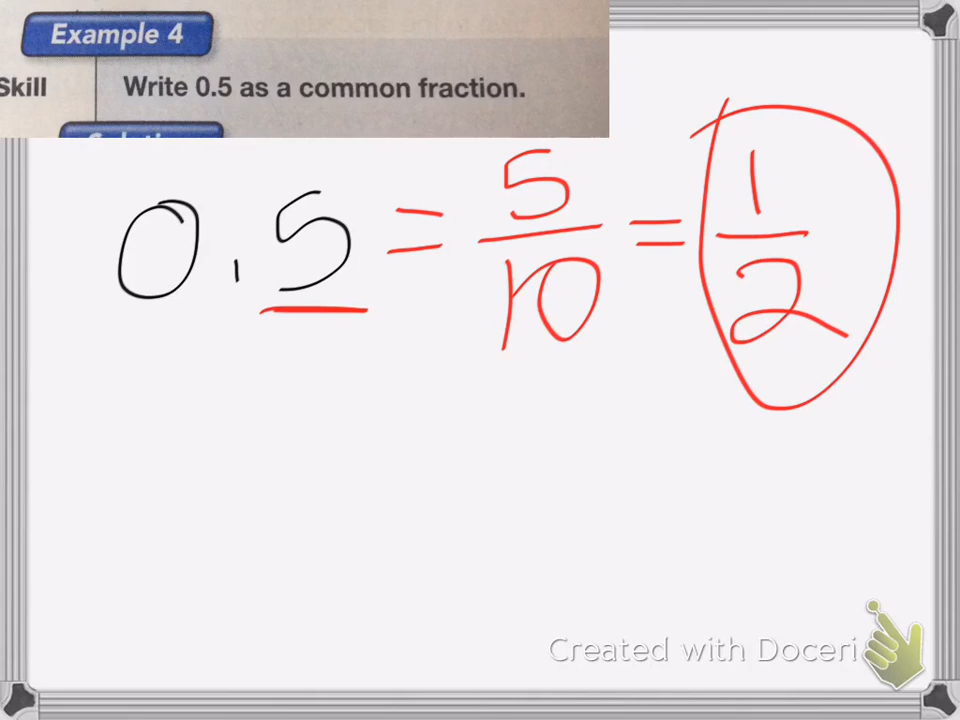 Example 4
Skill
Write 0.5 as a common fraction.
0.5 = 5/10 = 1/2
Created with Doceri